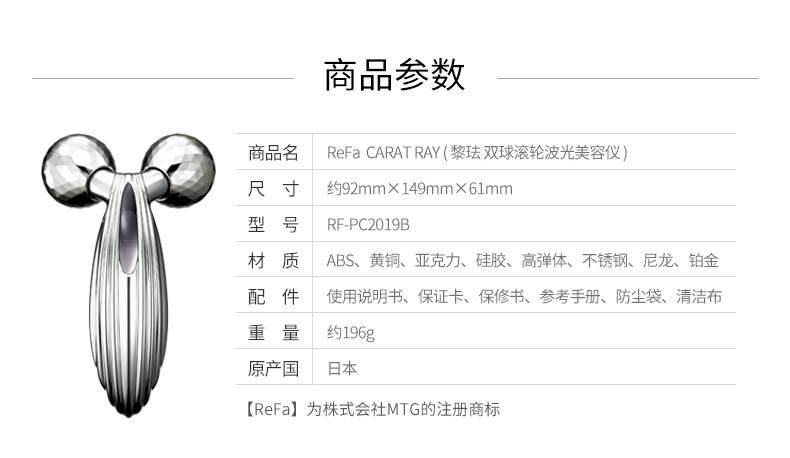 商品参数
商品名 ReFa CARAT RAY ( 黎珐 双球滚轮波光美容仪 )
尺 寸 约92mm×149mm×61mm
型 号 RF-PC2019B
材 质 ABS、黄铜、亚克力、硅胶、高弹体、不锈钢、尼龙、铂金
配 件 使用说明书、保证卡、保修书、参考手册、防尘袋、清洁布
重 量 约196g
原产国 日本
【ReFa】为株式会社MTG的注册商标